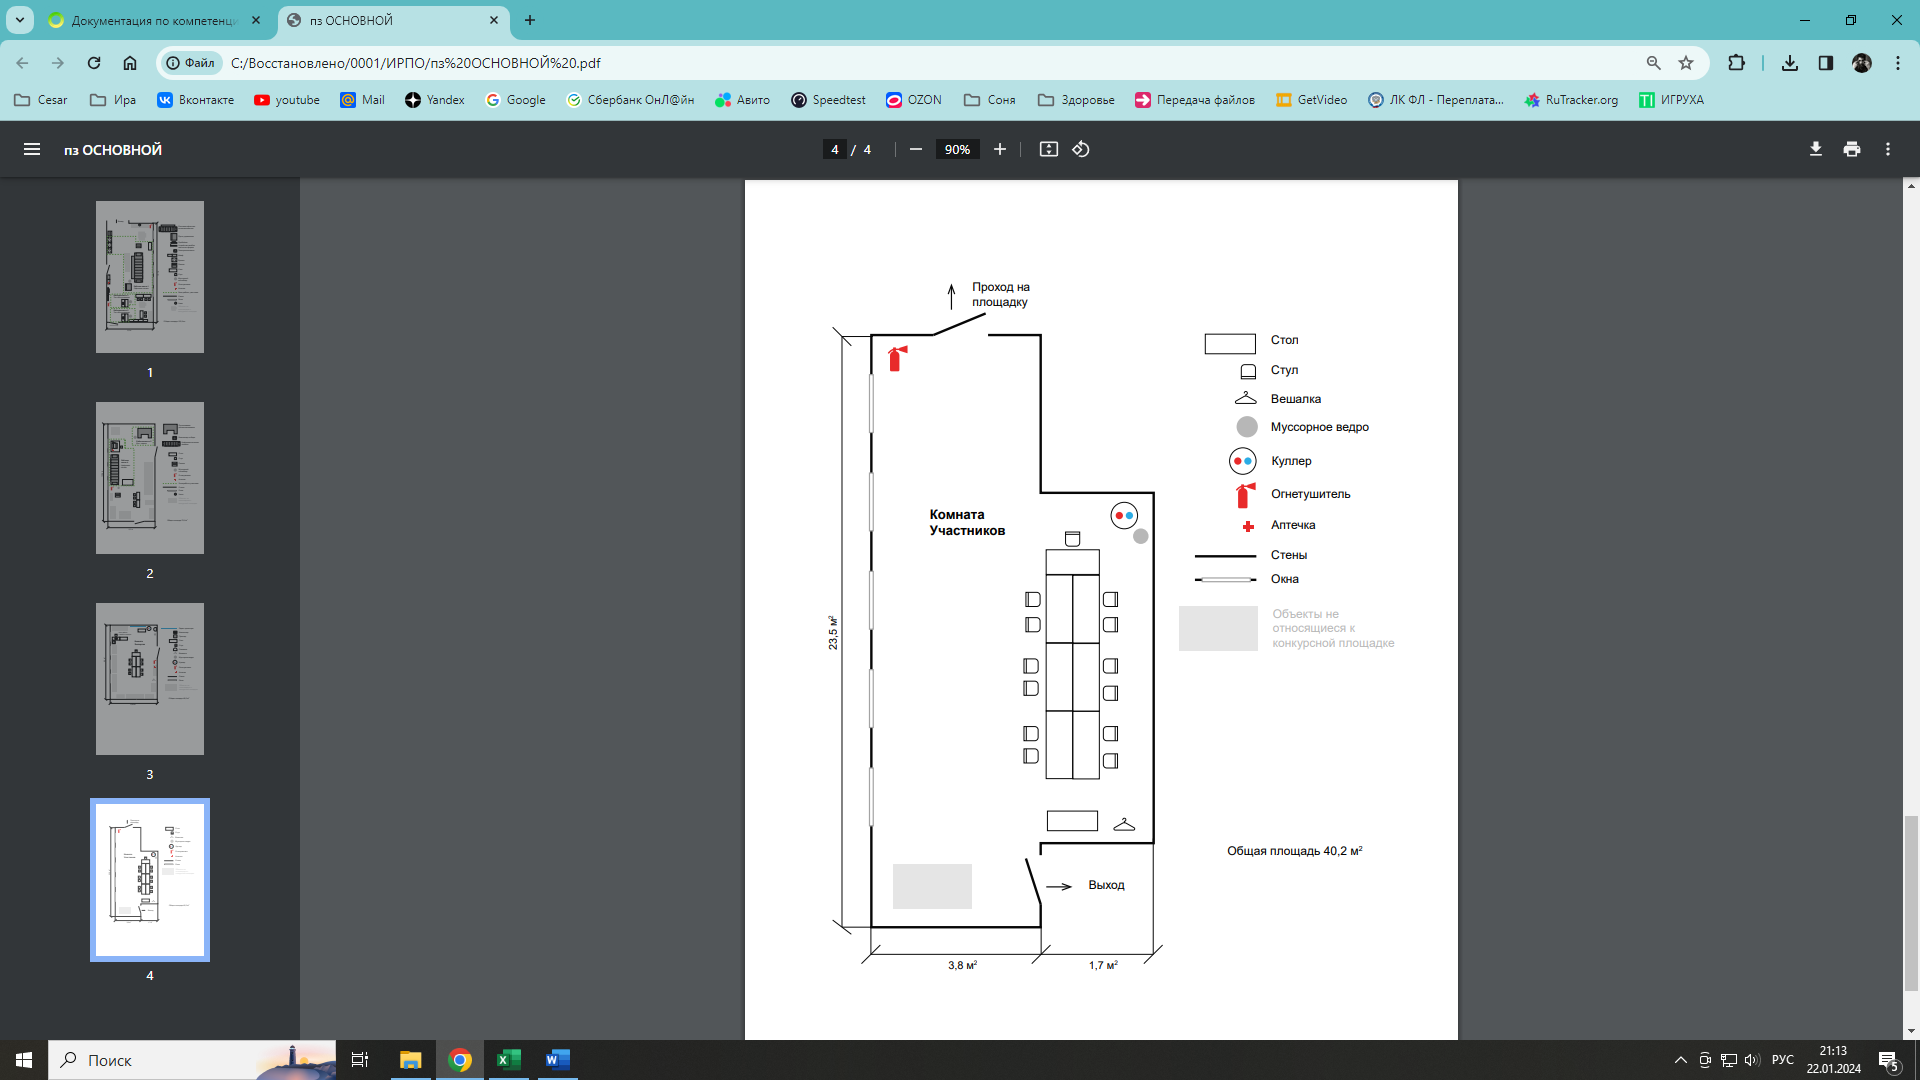 Документация по компетенци
пз ОСНОВНОЙ
Файл
C:/Восстановлено/0001/ИРПО/пз%20ОСНОВНОЙ%20.pdf
Cesar
Ира
Вконтакте
youtube
Mail
Yandex
Google
Сбербанк ОнЛ@йн
Авито
Speedtest
OZON
Соня
Здоровье
Передача файлов
GetVideo
ЛК ФЛ - Переплата...
RuTracker.org
ИГРУХА
пз ОСНОВНОЙ
4 / 4
90%
1
2
3
4
Проход на
площадку
Комната
Участников
23,5 м²
3,8 м²
1,7 м²
Выход
Стол
Стул
Вешалка
Муссорное ведро
Куллер
Огнетушитель
Аптечка
Стены
Окна
Объекты не
относящиеся к
конкурсной площадке
Общая площадь 40,2 м²
Поиск
РУС
21:13
22.01.2024
5